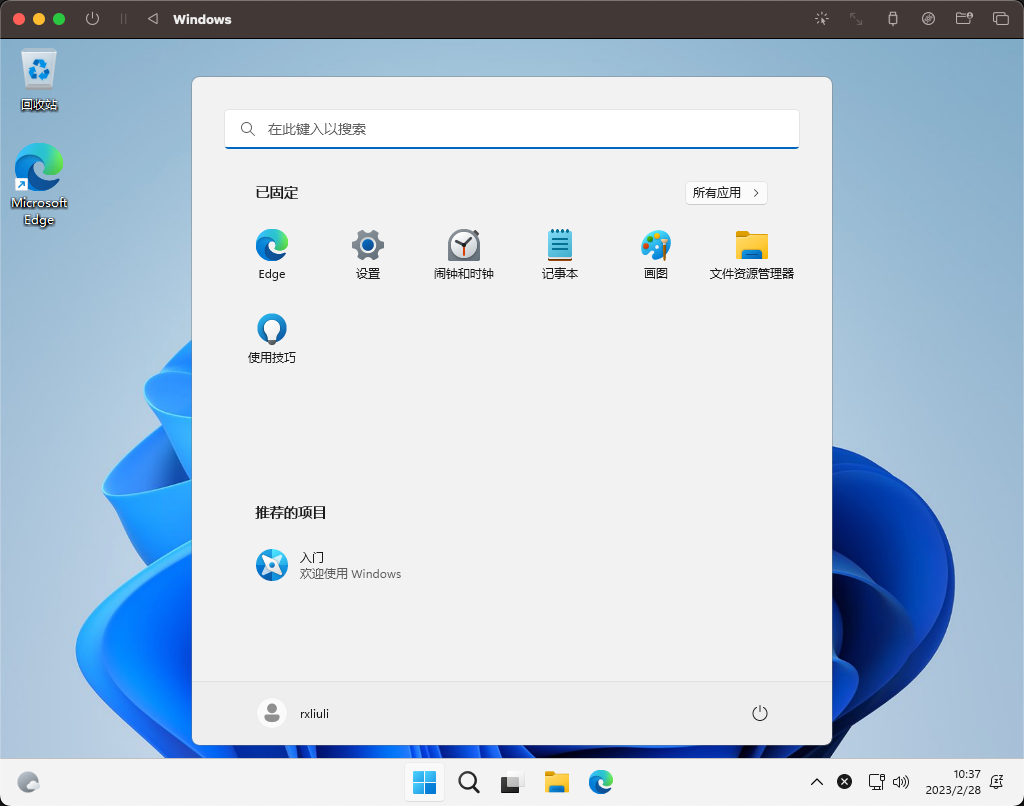 Windows
回收站
Microsoft
Edge
在此键入以搜索
已固定
所有应用
Edge
设置
闹钟和时钟
记事本
画图
文件资源管理器
使用技巧
推荐的项目
入门
欢迎使用 Windows
rxliuli
10:37
2023/2/28